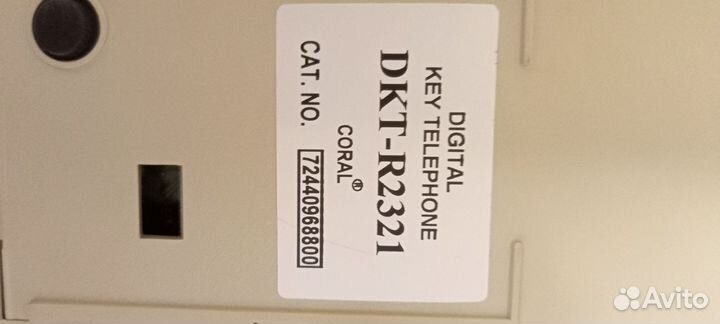 DIGITAL
KEY TELEPHONE
DKT-R2321
CORAL®
CAT. NO. 72440968800
Avito